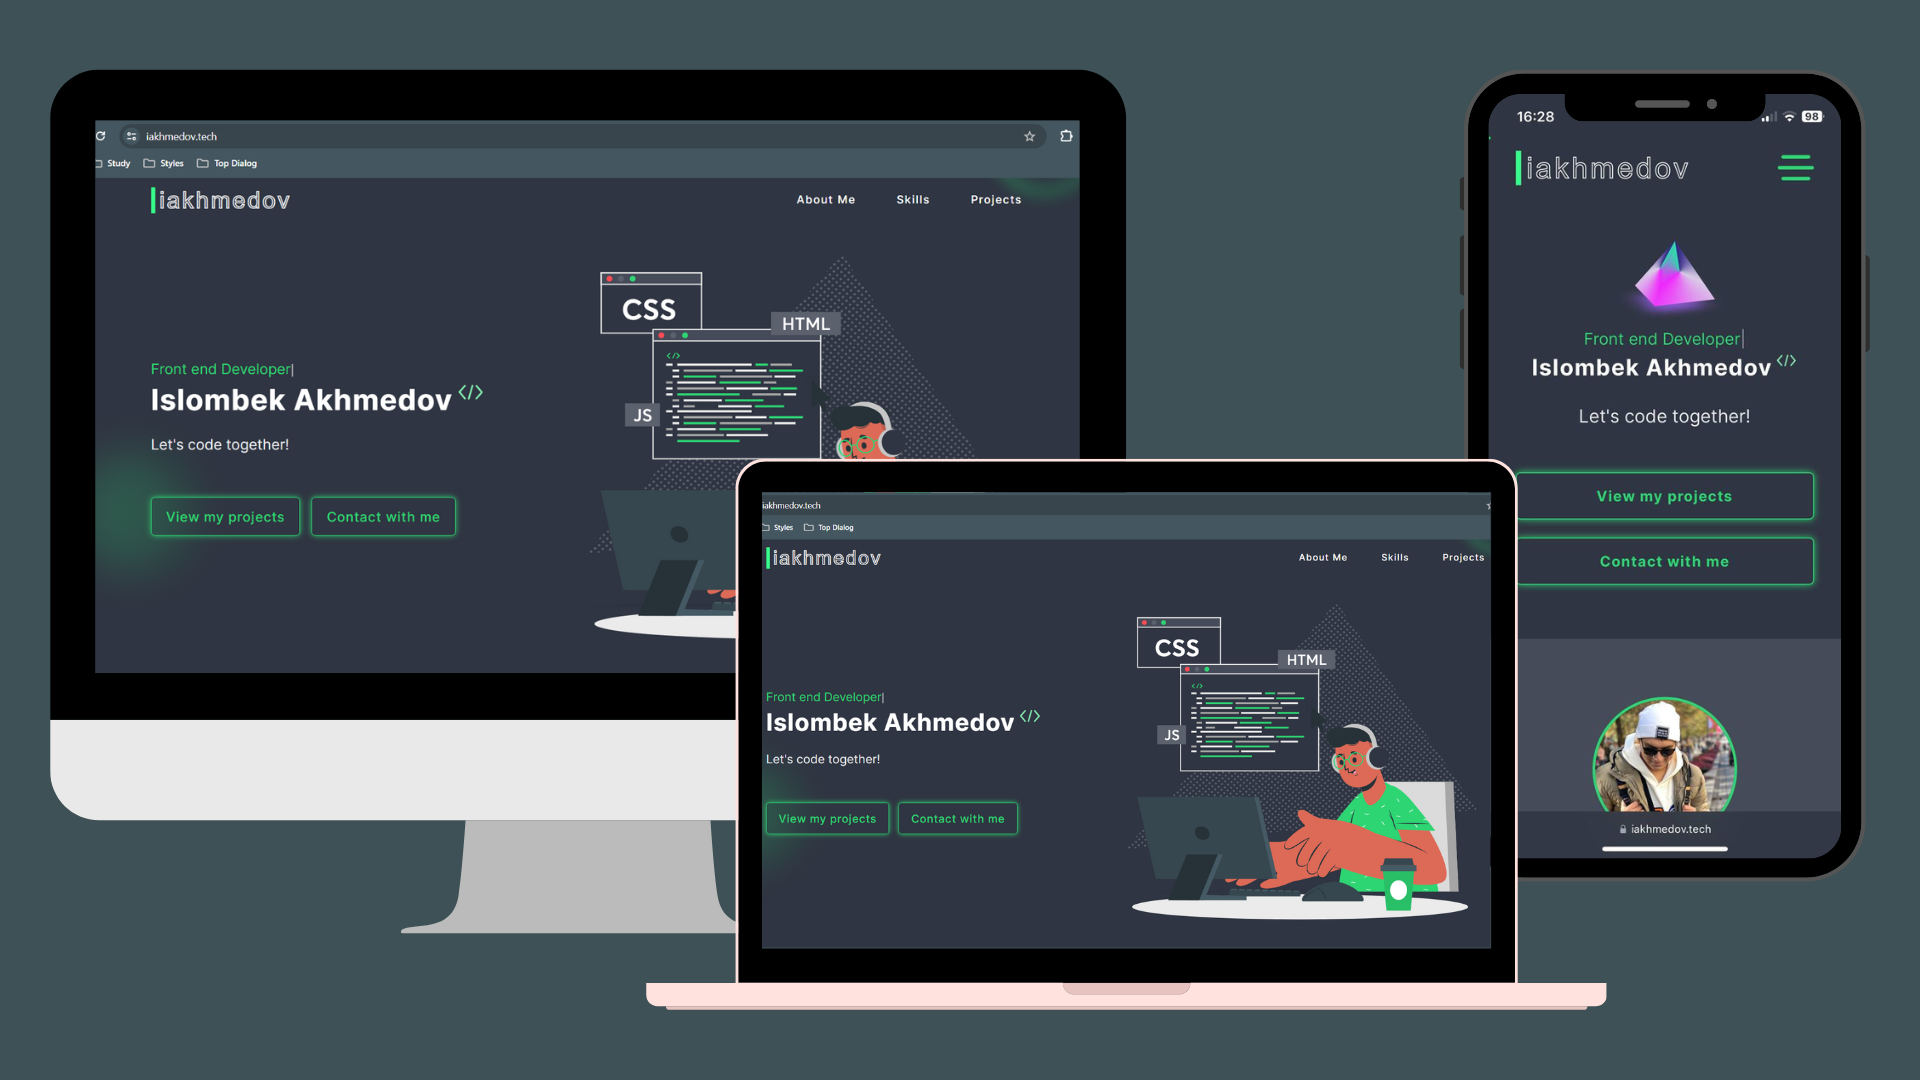 iakhmedov.tech
Study
Styles
Top Dialog
iakhmedov
About Me
Skills
Projects
CSS
HTML
</>
JS
Front end Developer|
Islombek Akhmedov </>
Let's code together!
View my projects
Contact with me
iakhmedov.tech
Styles
Top Dialog
iakhmedov
About Me
Skills
Projects
CSS
HTML
</>
JS
Front end Developer|
Islombek Akhmedov </>
Let's code together!
View my projects
Contact with me
16:28
98
iakhmedov
Front end Developer|
Islombek Akhmedov </>
Let's code together!
View my projects
Contact with me
iakhmedov.tech